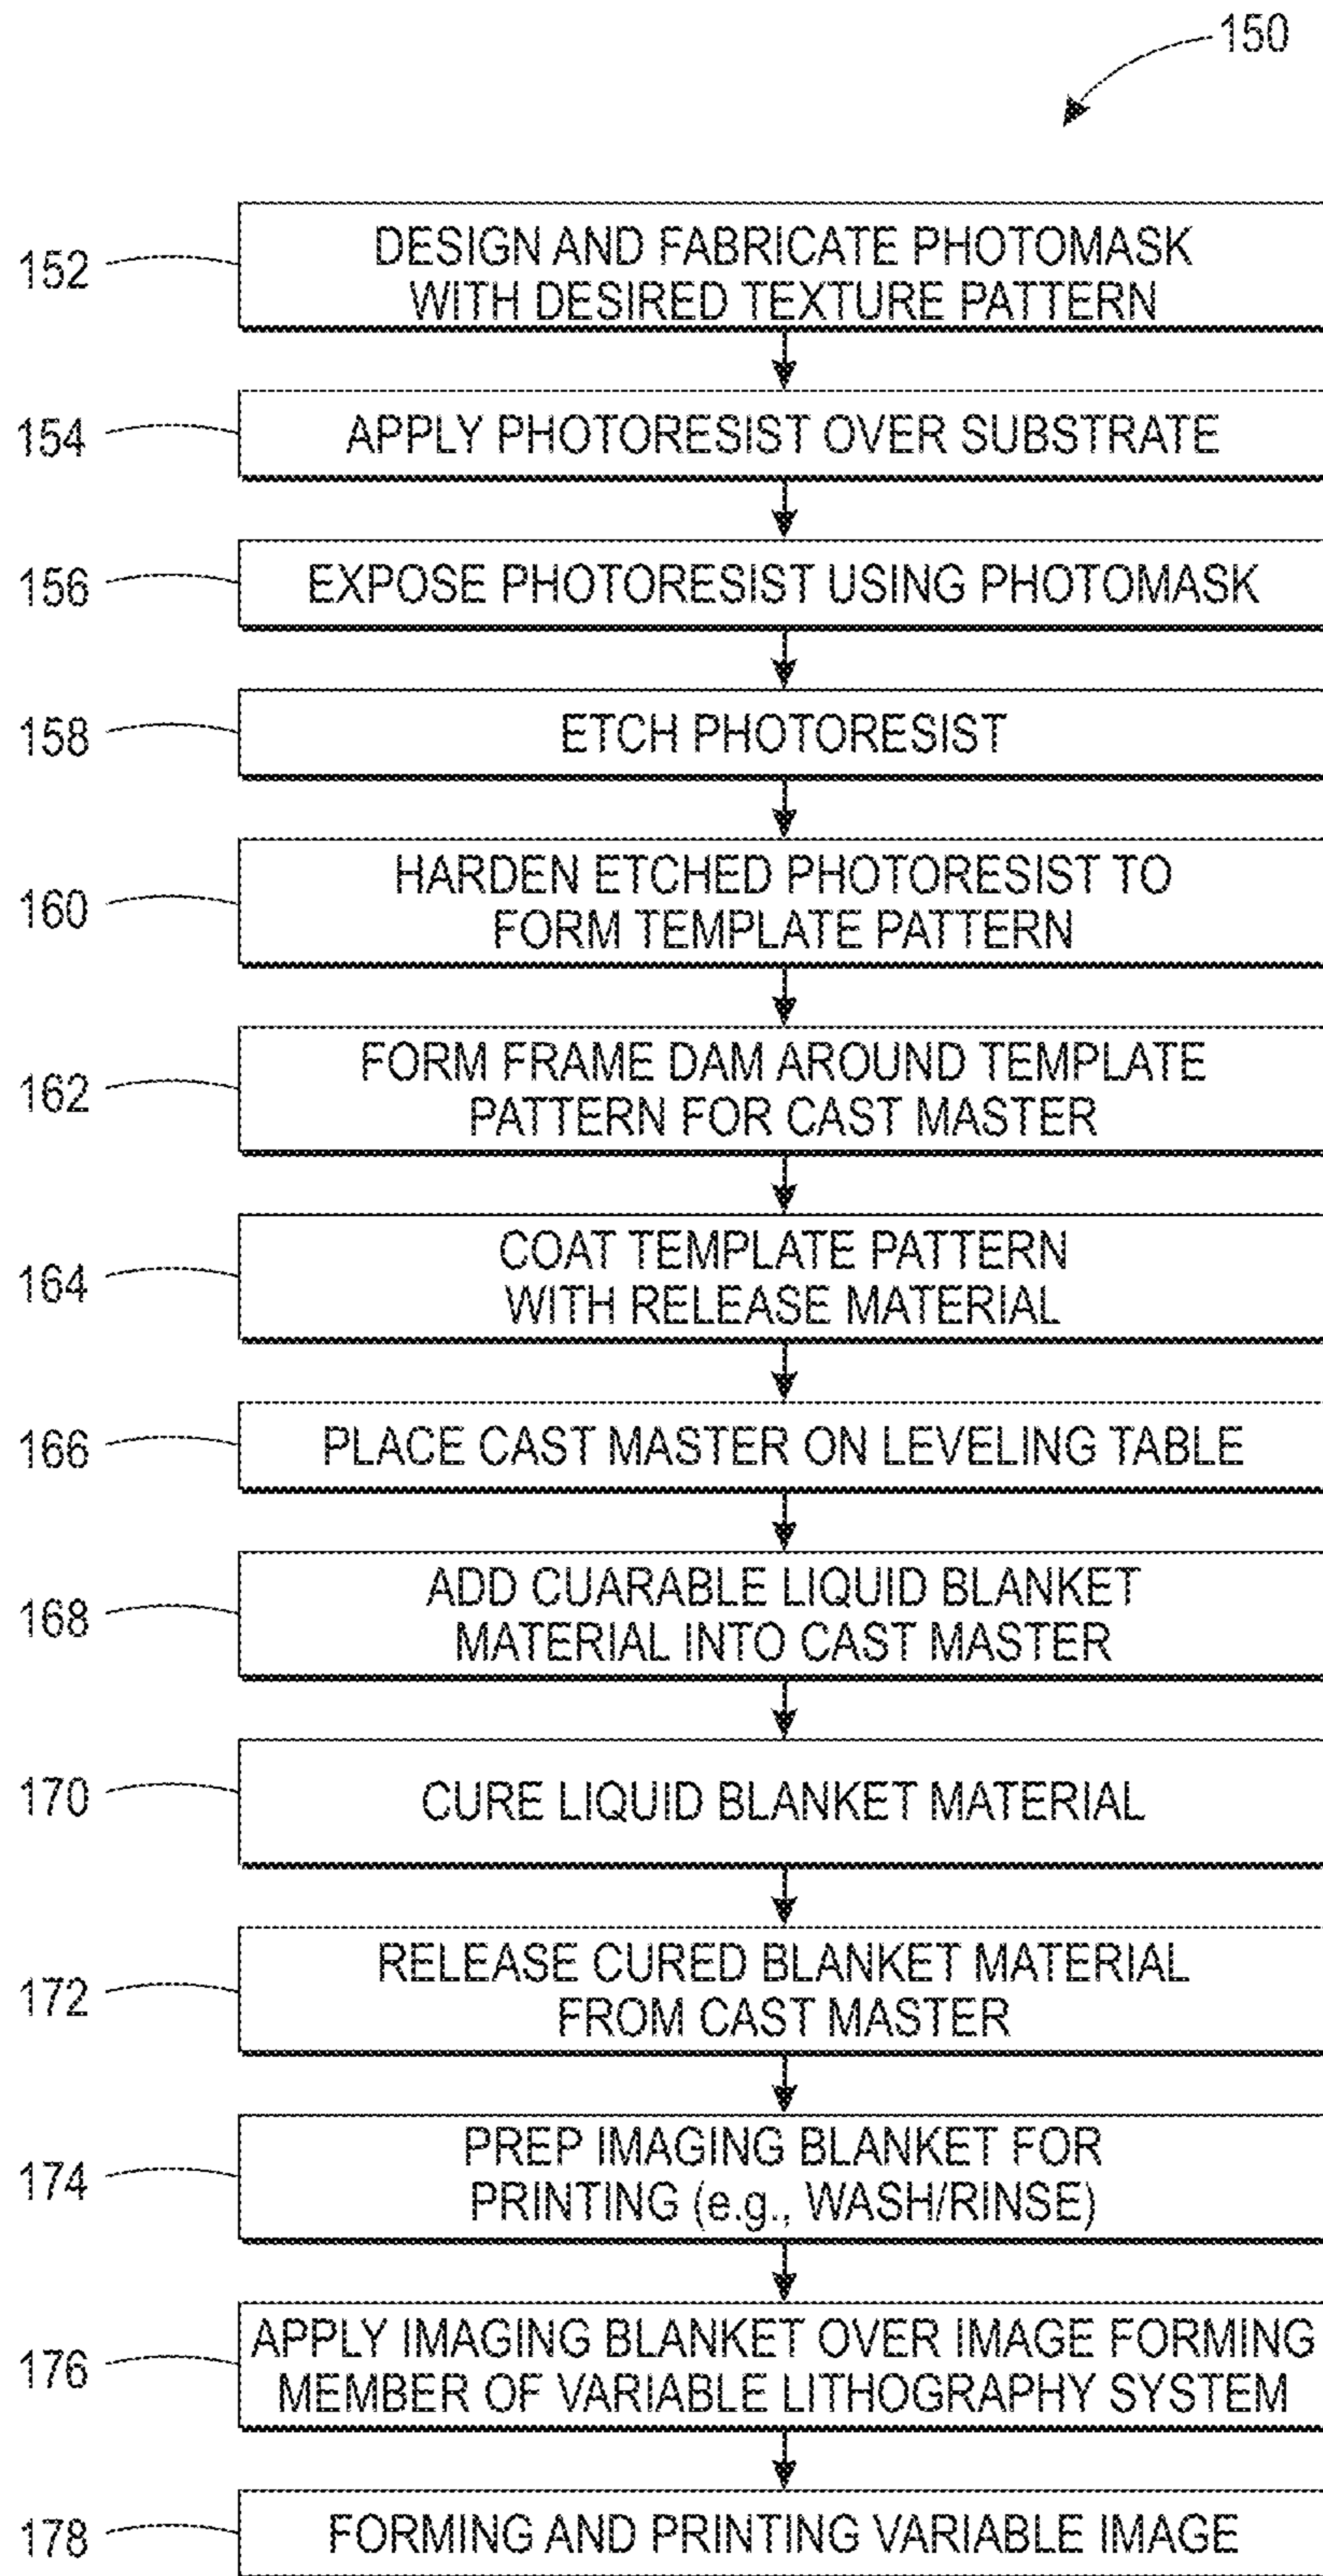 150
152
DESIGN AND FABRICATE PHOTOMASK
WITH DESIRED TEXTURE PATTERN
154
APPLY PHOTORESIST OVER SUBSTRATE
156
EXPOSE PHOTORESIST USING PHOTOMASK
158
ETCH PHOTORESIST
160
HARDEN ETCHED PHOTORESIST TO
FORM TEMPLATE PATTERN
162
FORM FRAME DAM AROUND TEMPLATE
PATTERN FOR CAST MASTER
164
COAT TEMPLATE PATTERN
WITH RELEASE MATERIAL
166
PLACE CAST MASTER ON LEVELING TABLE
168
ADD CUARABLE LIQUID BLANKET
MATERIAL INTO CAST MASTER
170
CURE LIQUID BLANKET MATERIAL
172
RELEASE CURED BLANKET MATERIAL
FROM CAST MASTER
174
PREP IMAGING BLANKET FOR
PRINTING (e.g., WASH/RINSE)
176
APPLY IMAGING BLANKET OVER IMAGE FORMING
MEMBER OF VARIABLE LITHOGRAPHY SYSTEM
178
FORMING AND PRINTING VARIABLE IMAGE